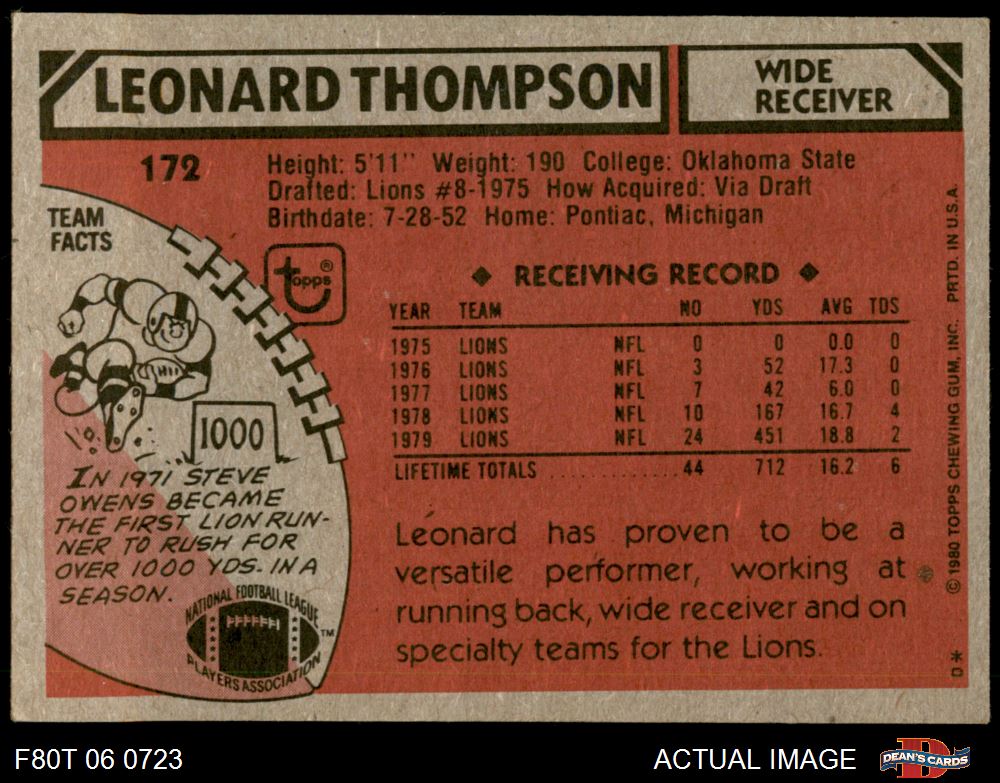 LEONARD THOMPSON
WIDE
RECEIVER
172
Height: 5'11" Weight: 190 College: Oklahoma State
Drafted: Lions #8-1975 How Acquired: Via Draft
Birthdate: 7-28-52 Home: Pontiac, Michigan
TEAM
FACTS
topps®
◆ RECEIVING RECORD ◆
YEAR TEAM NO YDS AVG TDS
1975 LIONS NFL 0 0 0.0 0
1976 LIONS NFL 3 52 17.3 0
1977 LIONS NFL 7 42 6.0 0
1978 LIONS NFL 10 167 16.7 4
1979 LIONS NFL 24 451 18.8 2
LIFETIME TOTALS .................... 44 712 16.2 6
1000
IN 1971 STEVE
OWENS BECAME
THE FIRST LION RUN-
NER TO RUSH FOR
OVER 1000 YDS. IN A
SEASON.
NATIONAL FOOTBALL LEAGUE
PLAYERS ASSOCIATION
TM
Leonard has proven to be a
versatile performer, working at
running back, wide receiver and on
specialty teams for the Lions.
D* © 1980 TOPPS CHEWING GUM, INC. PRTD. IN U.S.A.
F80T 06 0723
ACTUAL IMAGE
DEAN'S CARDS